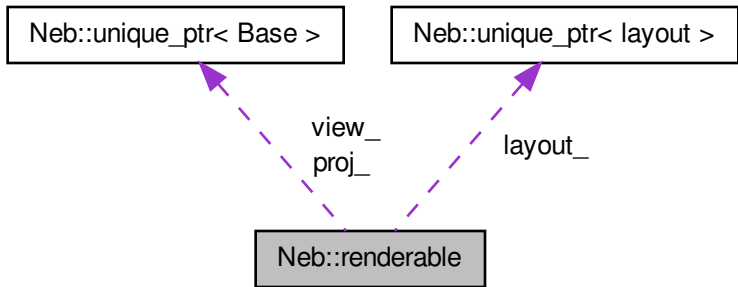 Neb::unique_ptr< Base >
Neb::unique_ptr< layout >
view_
proj_
layout_
Neb::renderable